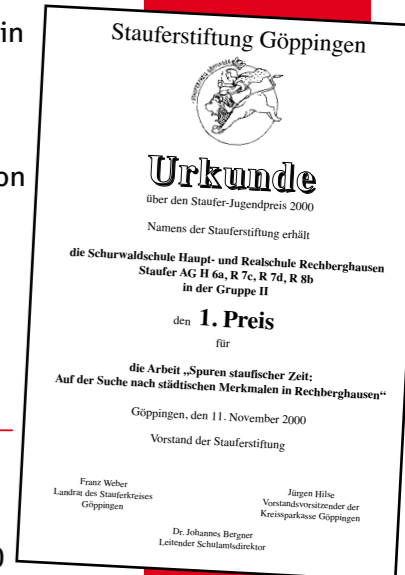 in
on
0
Stauferstiftung Göppingen
Urkunde
über den Staufer-Jugendpreis 2000
Namens der Stauferstiftung erhält
die Schurwaldschule Haupt- und Realschule Rechberghausen
Staufer AG H 6a, R 7c, R 7d, R 8b
in der Gruppe II
den 1. Preis
für
die Arbeit „Spuren staufischer Zeit:
Auf der Suche nach städtischen Merkmalen in Rechberghausen“
Göppingen, den 11. November 2000
Vorstand der Stauferstiftung
Franz Weber
Landrat des Stauferkreises
Göppingen
Jürgen Hilse
Vorstandsvorsitzender der
Kreissparkasse Göppingen
Dr. Johannes Bergner
Leitender Schulamtsdirektor